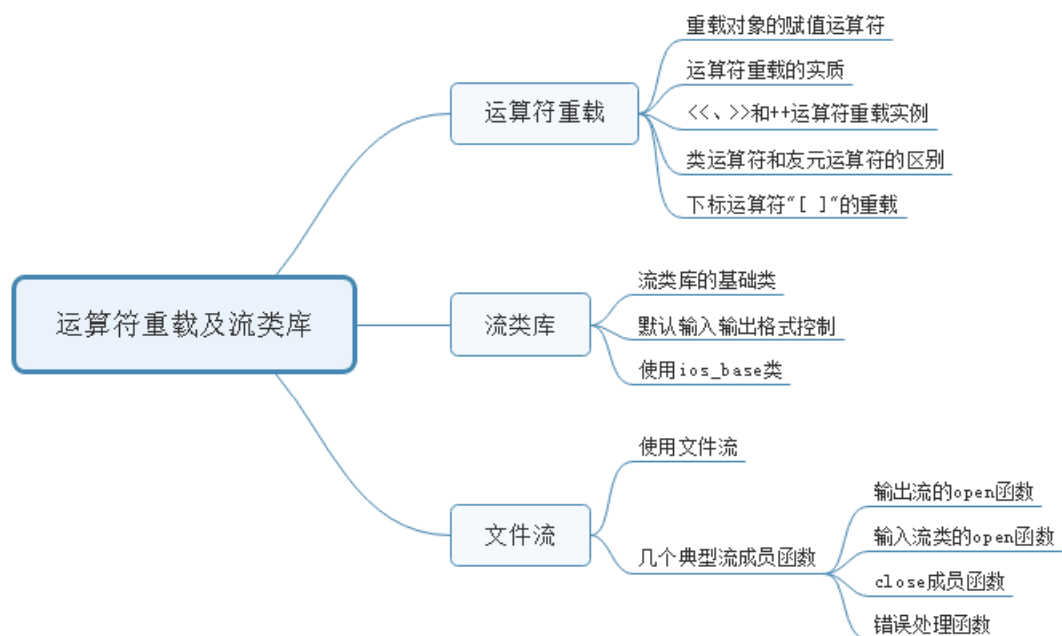 运算符重载及流类库
运算符重载
重载对象的赋值运算符
运算符重载的实质
<<、>>和++运算符重载实例
类运算符和友元运算符的区别
下标运算符"[ ]"的重载
流类库
流类库的基础类
默认输入输出格式控制
使用ios_base类
文件流
使用文件流
几个典型流成员函数
输出流的open函数
输入流类的open函数
close成员函数
错误处理函数